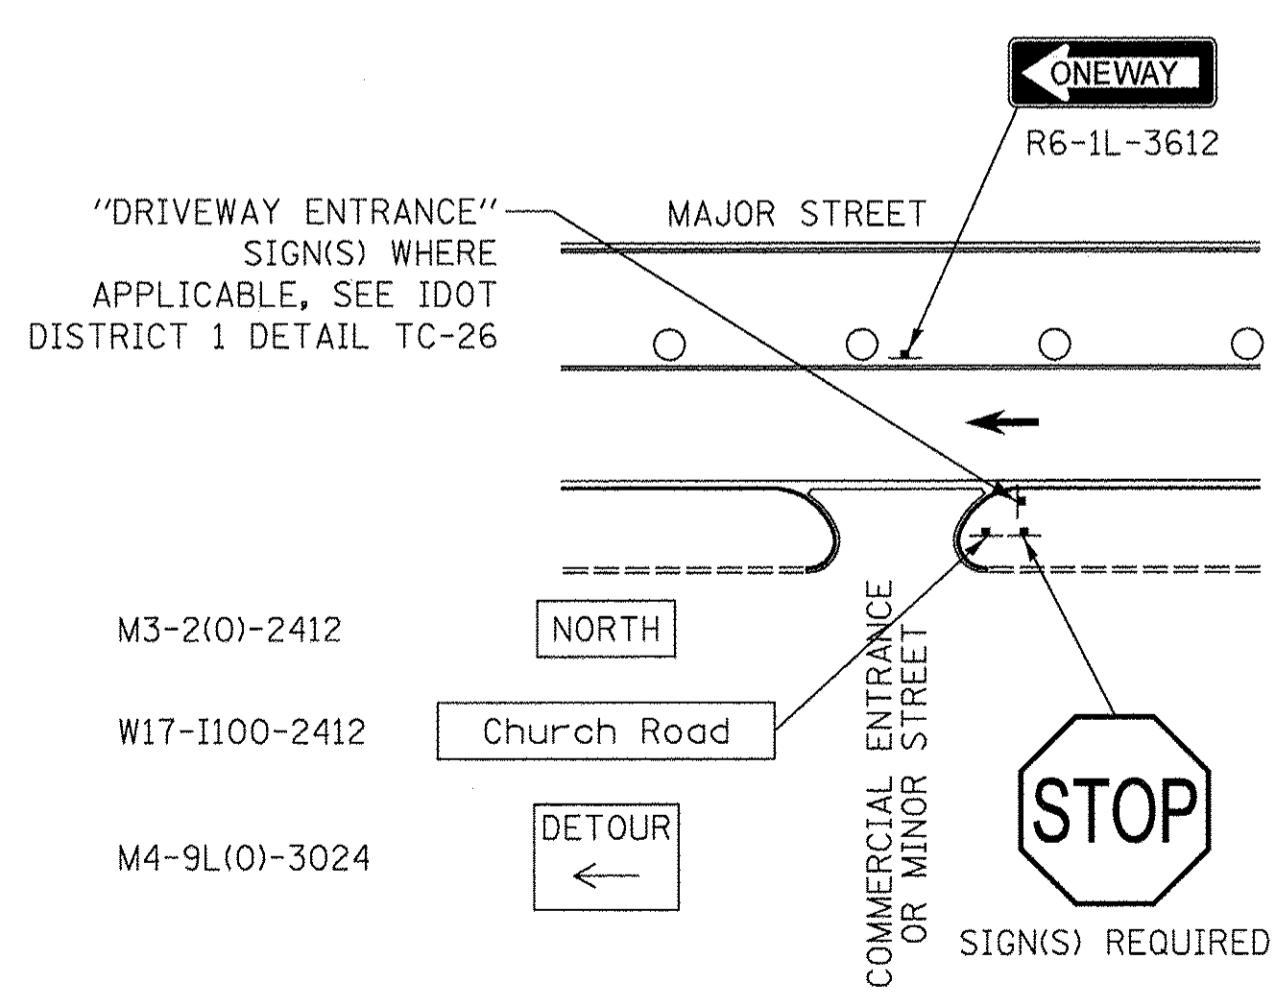 ONEWAY
R6-1L-3612
"DRIVEWAY ENTRANCE"
SIGN(S) WHERE
APPLICABLE, SEE IDOT
DISTRICT 1 DETAIL TC-26
MAJOR STREET
M3-2(O)-2412
NORTH
W17-I100-2412
Church Road
M4-9L(O)-3024
DETOUR
COMMERCIAL ENTRANCE
OR MINOR STREET
STOP
SIGN(S) REQUIRED